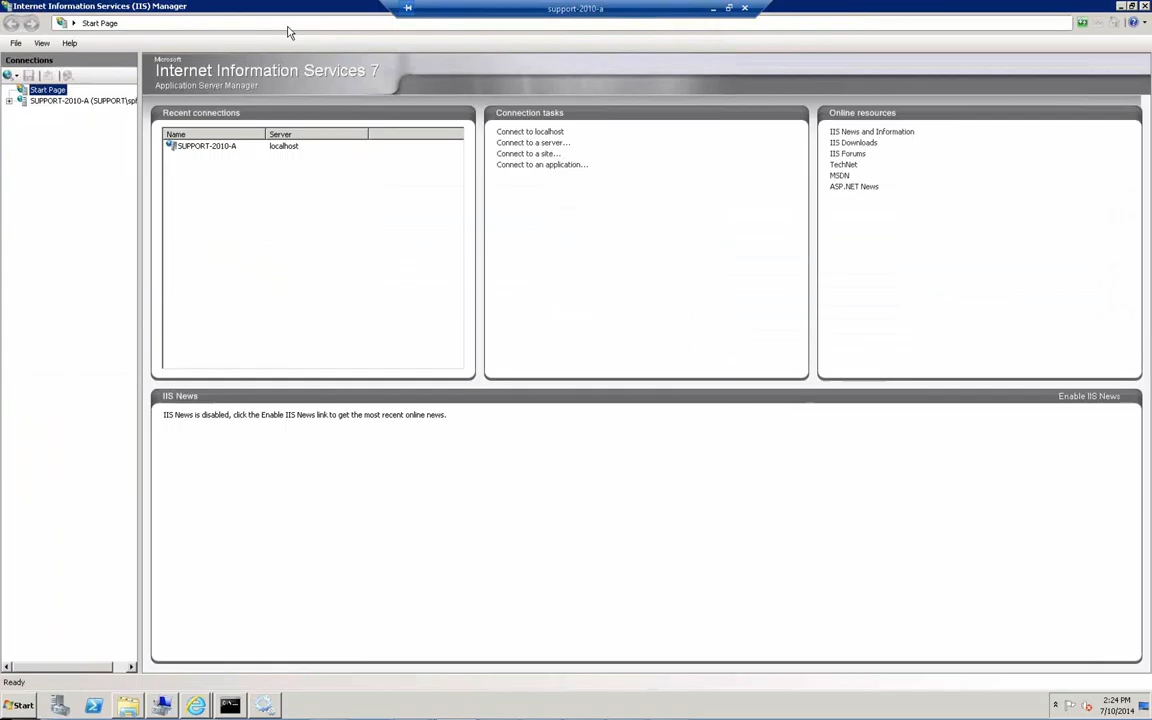 Internet Information Services (IIS) Manager
support-2010-a
Start Page
File View Help
Connections
Start Page
SUPPORT-2010-A (SUPPORT\spf
Microsoft
Internet Information Services 7
Application Server Manager
Recent connections
Name Server
SUPPORT-2010-A localhost
Connection tasks
Connect to localhost
Connect to a server...
Connect to a site...
Connect to an application...
Online resources
IIS News and Information
IIS Downloads
IIS Forums
TechNet
MSDN
ASP.NET News
IIS News Enable IIS News
IIS News is disabled, click the Enable IIS News link to get the most recent online news.
Ready
Start
2:24 PM
7/10/2014